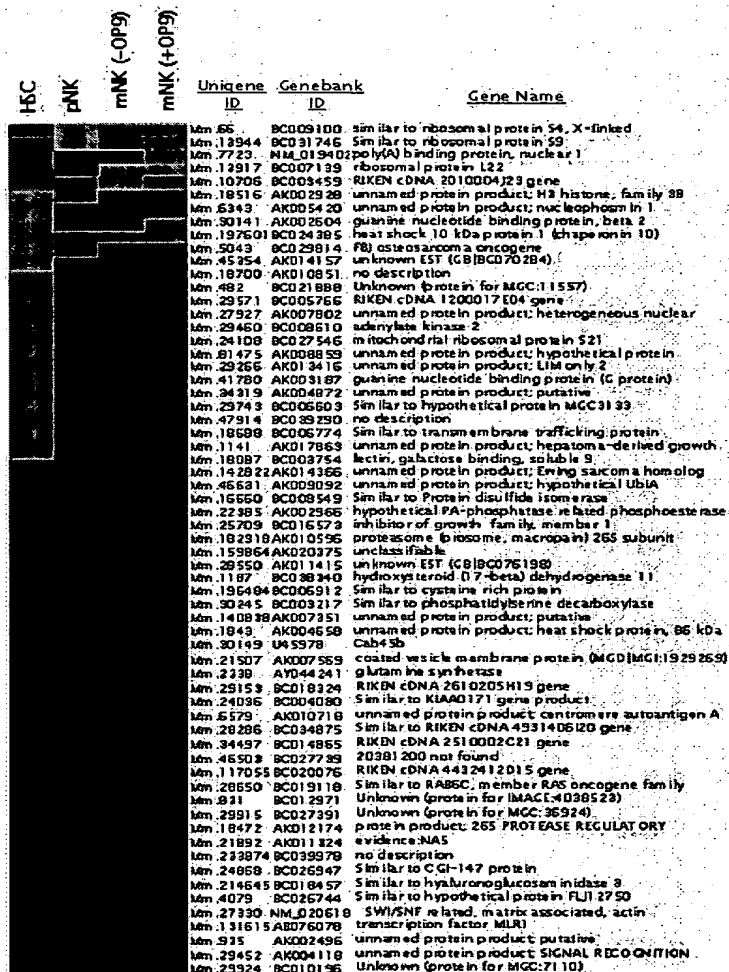 HSC
pNK
mNK (-OP9)
mNK (+OP9)
Unigene ID
Genebank ID
Gene Name
Mm.66 BC009100 similar to ribosomal protein S4, X-linked
Mm.13944 BC031746 Similar to ribosomal protein S9
Mm.7723 NM_019402 poly(A) binding protein, nuclear 1
Mm.13917 BC007139 ribosomal protein L22
Mm.10706 BC003459 RIKEN cDNA 2010004J23 gene
Mm.18516 AK002928 unnamed protein product; H3 histone, family 3B
Mm.6343 AK005420 unnamed protein product; nucleophosmin 1
Mm.30141 AK002604 guanine nucleotide binding protein, beta 2
Mm.197601 BC024385 heat shock 10 kDa protein 1 (chaperonin 10)
Mm.5043 BC029814 FBJ osteosarcoma oncogene
Mm.45354 AK014157 unknown EST (GB|BC070284)
Mm.18700 AK010851 no description
Mm.482 BC021888 Unknown (protein for MGC:11557)
Mm.29571 BC005766 RIKEN cDNA 1200017E04 gene
Mm.27927 AK007802 unnamed protein product; heterogeneous nuclear
Mm.29460 BC008610 adenylate kinase 2
Mm.24108 BC027546 mitochondrial ribosomal protein S21
Mm.81475 AK008859 unnamed protein product; hypothetical protein
Mm.29266 AK013416 unnamed protein product; LIM only 2
Mm.41780 AK003187 guanine nucleotide binding protein (G protein)
Mm.34319 AK004872 unnamed protein product; putative
Mm.29743 BC006603 Similar to hypothetical protein MGC3133
Mm.47914 BC039290 no description
Mm.18688 BC006774 Similar to transmembrane trafficking protein
Mm.1141 AK017863 unnamed protein product; hepatoma-derived growth
Mm.18087 BC003754 lectin, galactose binding, soluble 9
Mm.142822 AK014366 unnamed protein product; Ewing sarcoma homolog
Mm.46631 AK009092 unnamed protein product; hypothetical UbiA
Mm.16660 BC008549 Similar to Protein disulfide isomerase
Mm.22385 AK002966 hypothetical PA-phosphatase related phosphoesterase
Mm.25709 BC016573 inhibitor of growth family, member 1
Mm.182918 AK010596 proteasome (prosome, macropain) 26S subunit
Mm.159864 AK020375 unclassifiable
Mm.28550 AK011415 unknown EST (GB|BC076198)
Mm.1187 BC038340 hydroxysteroid (17-beta) dehydrogenase 11
Mm.196484 BC006912 Similar to cysteine rich protein
Mm.30245 BC003217 Similar to phosphatidylserine decarboxylase
Mm.140838 AK007351 unnamed protein product; putative
Mm.1843 AK004658 unnamed protein product; heat shock protein, 86 kDa
Mm.30149 U45978 Cab45b
Mm.21507 AK007569 coated vesicle membrane protein (MGD|MGI:1929269)
Mm.2338 AY044241 glutamine synthetase
Mm.29153 BC018324 RIKEN cDNA 2610205H19 gene
Mm.24036 BC004080 Similar to KIAA0171 gene product
Mm.6579 AK010718 unnamed protein product centromere autoantigen A
Mm.28286 BC034875 Similar to RIKEN cDNA 4931406I20 gene
Mm.34497 BC014865 RIKEN cDNA 2510002C21 gene
Mm.46503 BC027739 20381200 not found
Mm.117055 BC020076 RIKEN cDNA 4432412D15 gene
Mm.28650 BC019118 Similar to RAB6C, member RAS oncogene family
Mm.831 BC012971 Unknown (protein for IMAGE:4038523)
Mm.29915 BC027391 Unknown (protein for MGC:36924)
Mm.18472 AK012174 protein product; 26S PROTEASE REGULATORY
Mm.21892 AK011324 evidence:NAS
Mm.233874 BC039978 no description
Mm.24868 BC026947 Similar to CGI-147 protein
Mm.214645 BC018457 Similar to hyaluronoglucosaminidase 3
Mm.4079 BC026744 Similar to hypothetical protein FLJ12750
Mm.27330 NM_020618 SWI/SNF related, matrix associated, actin
Mm.131615 AB076078 transcription factor MLR1
Mm.935 AK002496 unnamed protein product putative
Mm.29452 AK004118 unnamed protein product; SIGNAL RECOGNITION
Mm.29924 BC010196 Unknown (protein for MGC:7110)